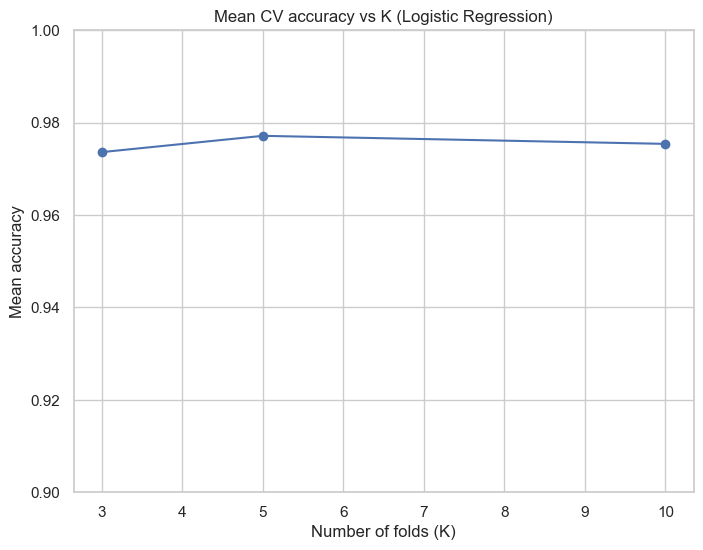 Mean CV accuracy vs K (Logistic Regression)
1.00
0.98
0.96
0.94
0.92
0.90
Mean accuracy
3 4 5 6 7 8 9 10
Number of folds (K)